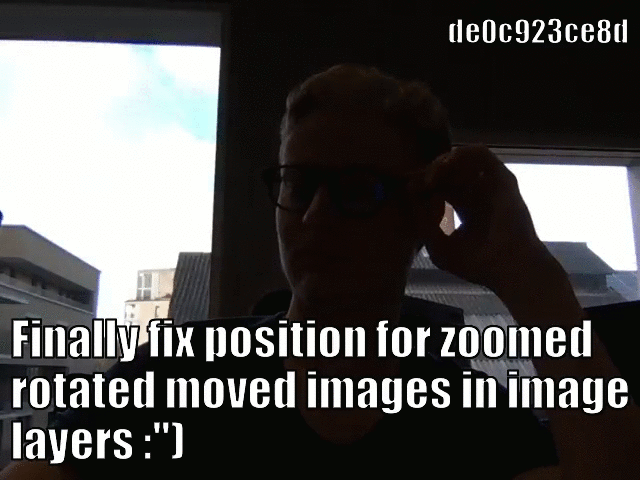 de0c923ce8d
Finally fix position for zoomed
rotated moved images in image
layers :")